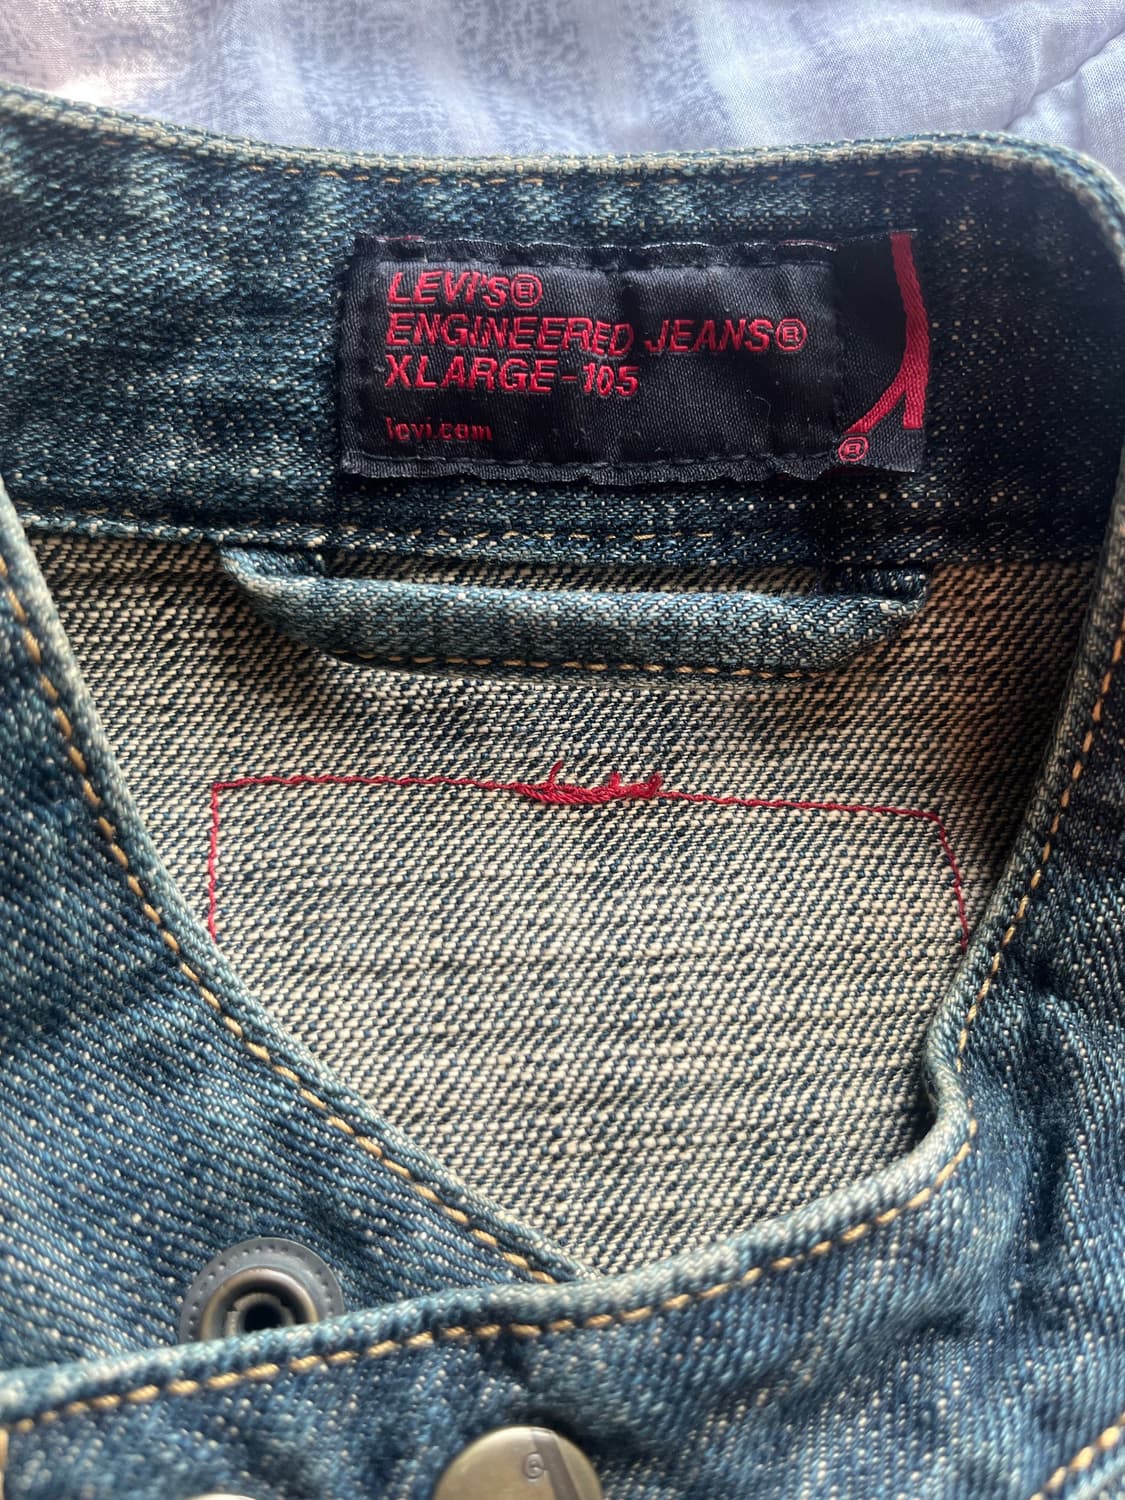 LEVI'S®
ENGINEERED JEANS®
XLARGE-105
levi.com
®
®